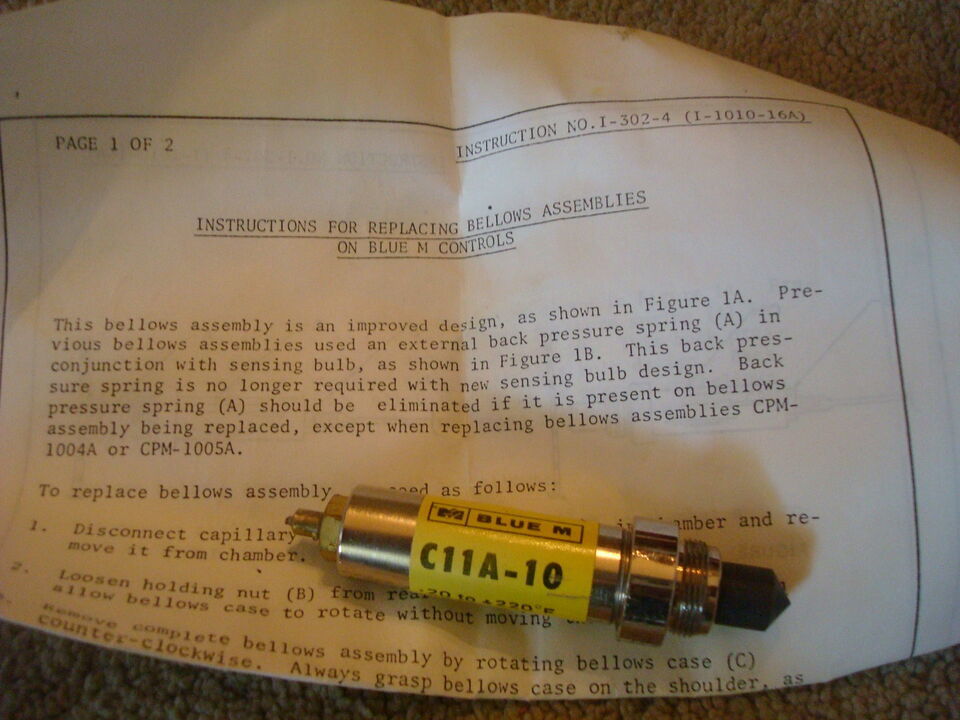 PAGE 1 OF 2
INSTRUCTION NO.I-302-4 (I-1010-16A)
INSTRUCTIONS FOR REPLACING BELLOWS ASSEMBLIES
ON BLUE M CONTROLS
This bellows assembly is an improved design, as shown in Figure 1A. Pre-
vious bellows assemblies used an external back pressure spring (A) in
conjunction with sensing bulb, as shown in Figure 1B. This back pres-
sure spring is no longer required with new sensing bulb design. Back
pressure spring (A) should be eliminated if it is present on bellows
assembly being replaced, except when replacing bellows assemblies CPM-
1004A or CPM-1005A.
To replace bellows assembly as follows:
1. Disconnect capillary chamber and re-
move it from chamber.
2. Loosen holding nut (B) from
allow bellows case to rotate without moving
Remove complete bellows assembly by rotating bellows case (C)
counter-clockwise. Always grasp bellows case on the shoulder, as
BLUE M
C11A-10
+220°F